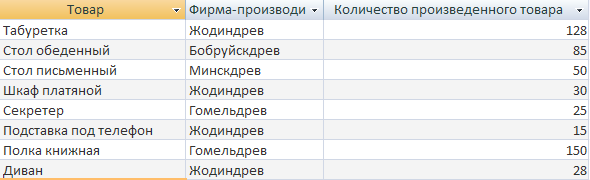 Товар Фирма-производи Количество произведенного товара
Табуретка Жодиндрев 128
Стол обеденный Бобруйскдрев 85
Стол письменный Минскдрев 50
Шкаф платяной Жодиндрев 30
Секретер Гомельдрев 25
Подставка под телефон Жодиндрев 15
Полка книжная Гомельдрев 150
Диван Жодиндрев 28